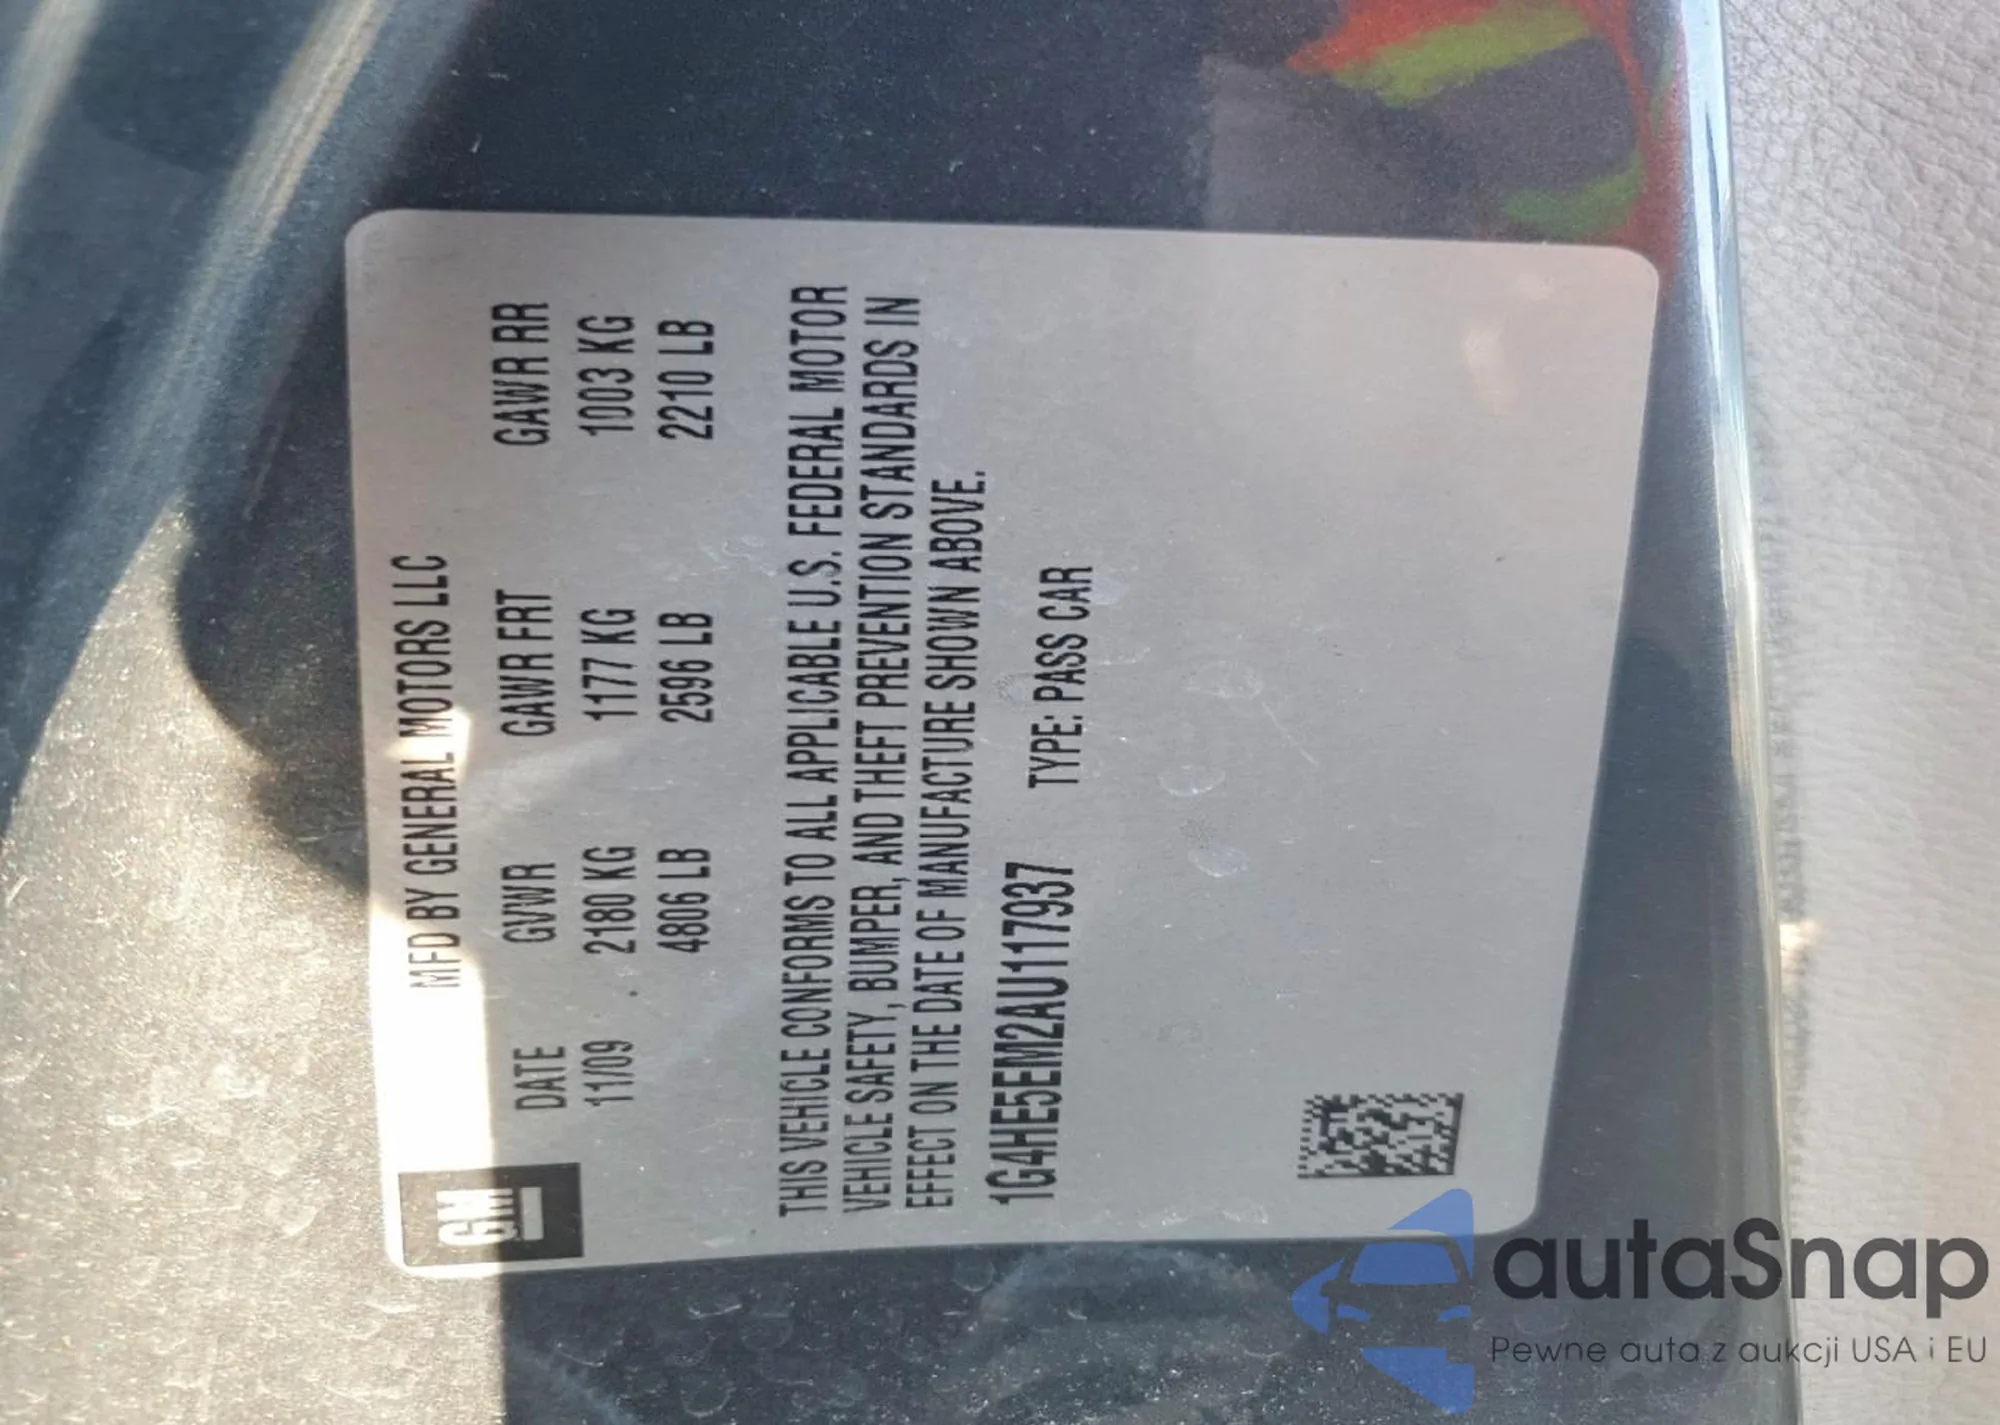 GM
MFD BY GENERAL MOTORS LLC
DATE GVWR GAWR FRT GAWR RR
11/09 2180 KG 1177 KG 1003 KG
4806 LB 2596 LB 2210 LB
THIS VEHICLE CONFORMS TO ALL APPLICABLE U.S. FEDERAL MOTOR
VEHICLE SAFETY, BUMPER, AND THEFT PREVENTION STANDARDS IN
EFFECT ON THE DATE OF MANUFACTURE SHOWN ABOVE.
1G4HE5EM2AU117937 TYPE: PASS CAR
autaSnap
Pewne auta z aukcji USA i EU